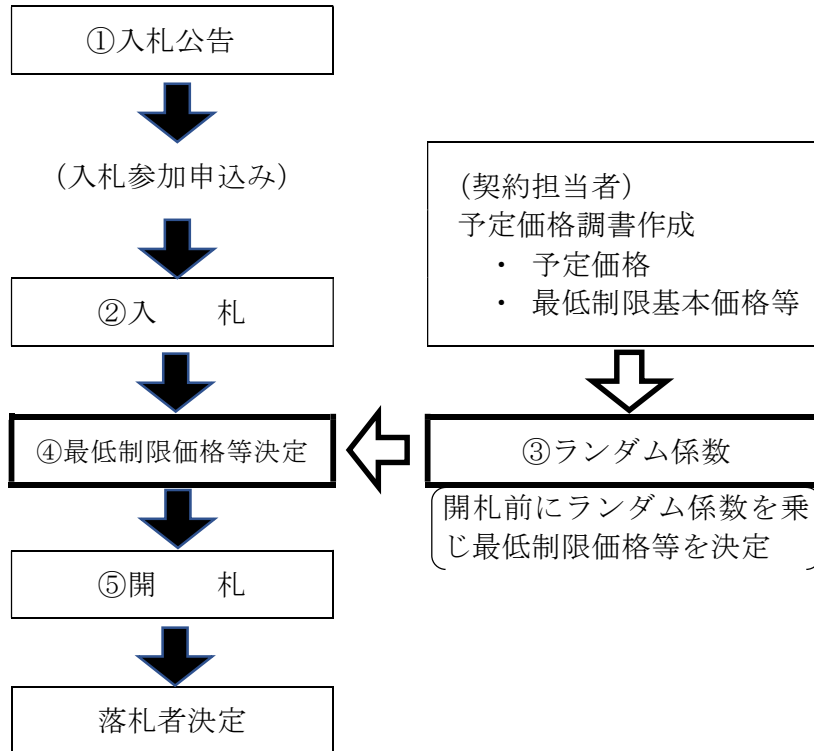 ①入札公告
(入札参加申込み)
②入　　札
(契約担当者)
予定価格調書作成
・ 予定価格
・ 最低制限基本価格等
④最低制限価格等決定
③ランダム係数
開札前にランダム係数を乗
じ最低制限価格等を決定
⑤開　　札
落札者決定